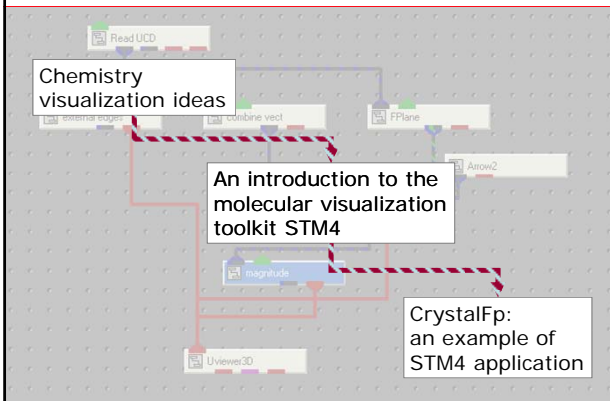 Read UCD
Chemistry
visualization ideas
external edges
combine vect
FPlane
Arrow2
An introduction to the
molecular visualization
toolkit STM4
magnitude
CrystalFp:
an example of
STM4 application
Uviewer3D